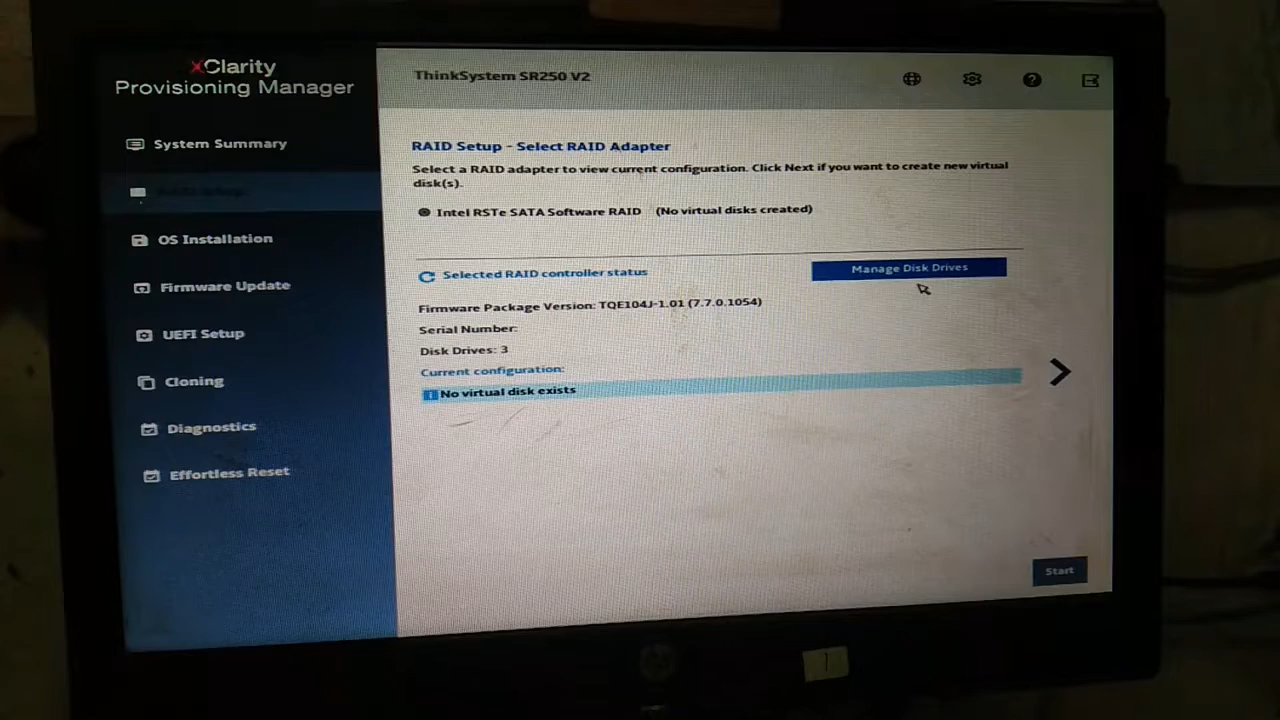 xClarity
Provisioning Manager
System Summary
OS Installation
Firmware Update
UEFI Setup
Cloning
Diagnostics
Effortless Reset
ThinkSystem SR250 V2
RAID Setup - Select RAID Adapter
Select a RAID adapter to view current configuration. Click Next if you want to create new virtual
disk(s).
Intel RSTe SATA Software RAID (No virtual disks created)
Selected RAID controller status
Manage Disk Drives
Firmware Package Version: TQE104J-1.01 (7.7.0.1054)
Serial Number:
Disk Drives: 3
Current configuration:
No virtual disk exists
Start
hp
1